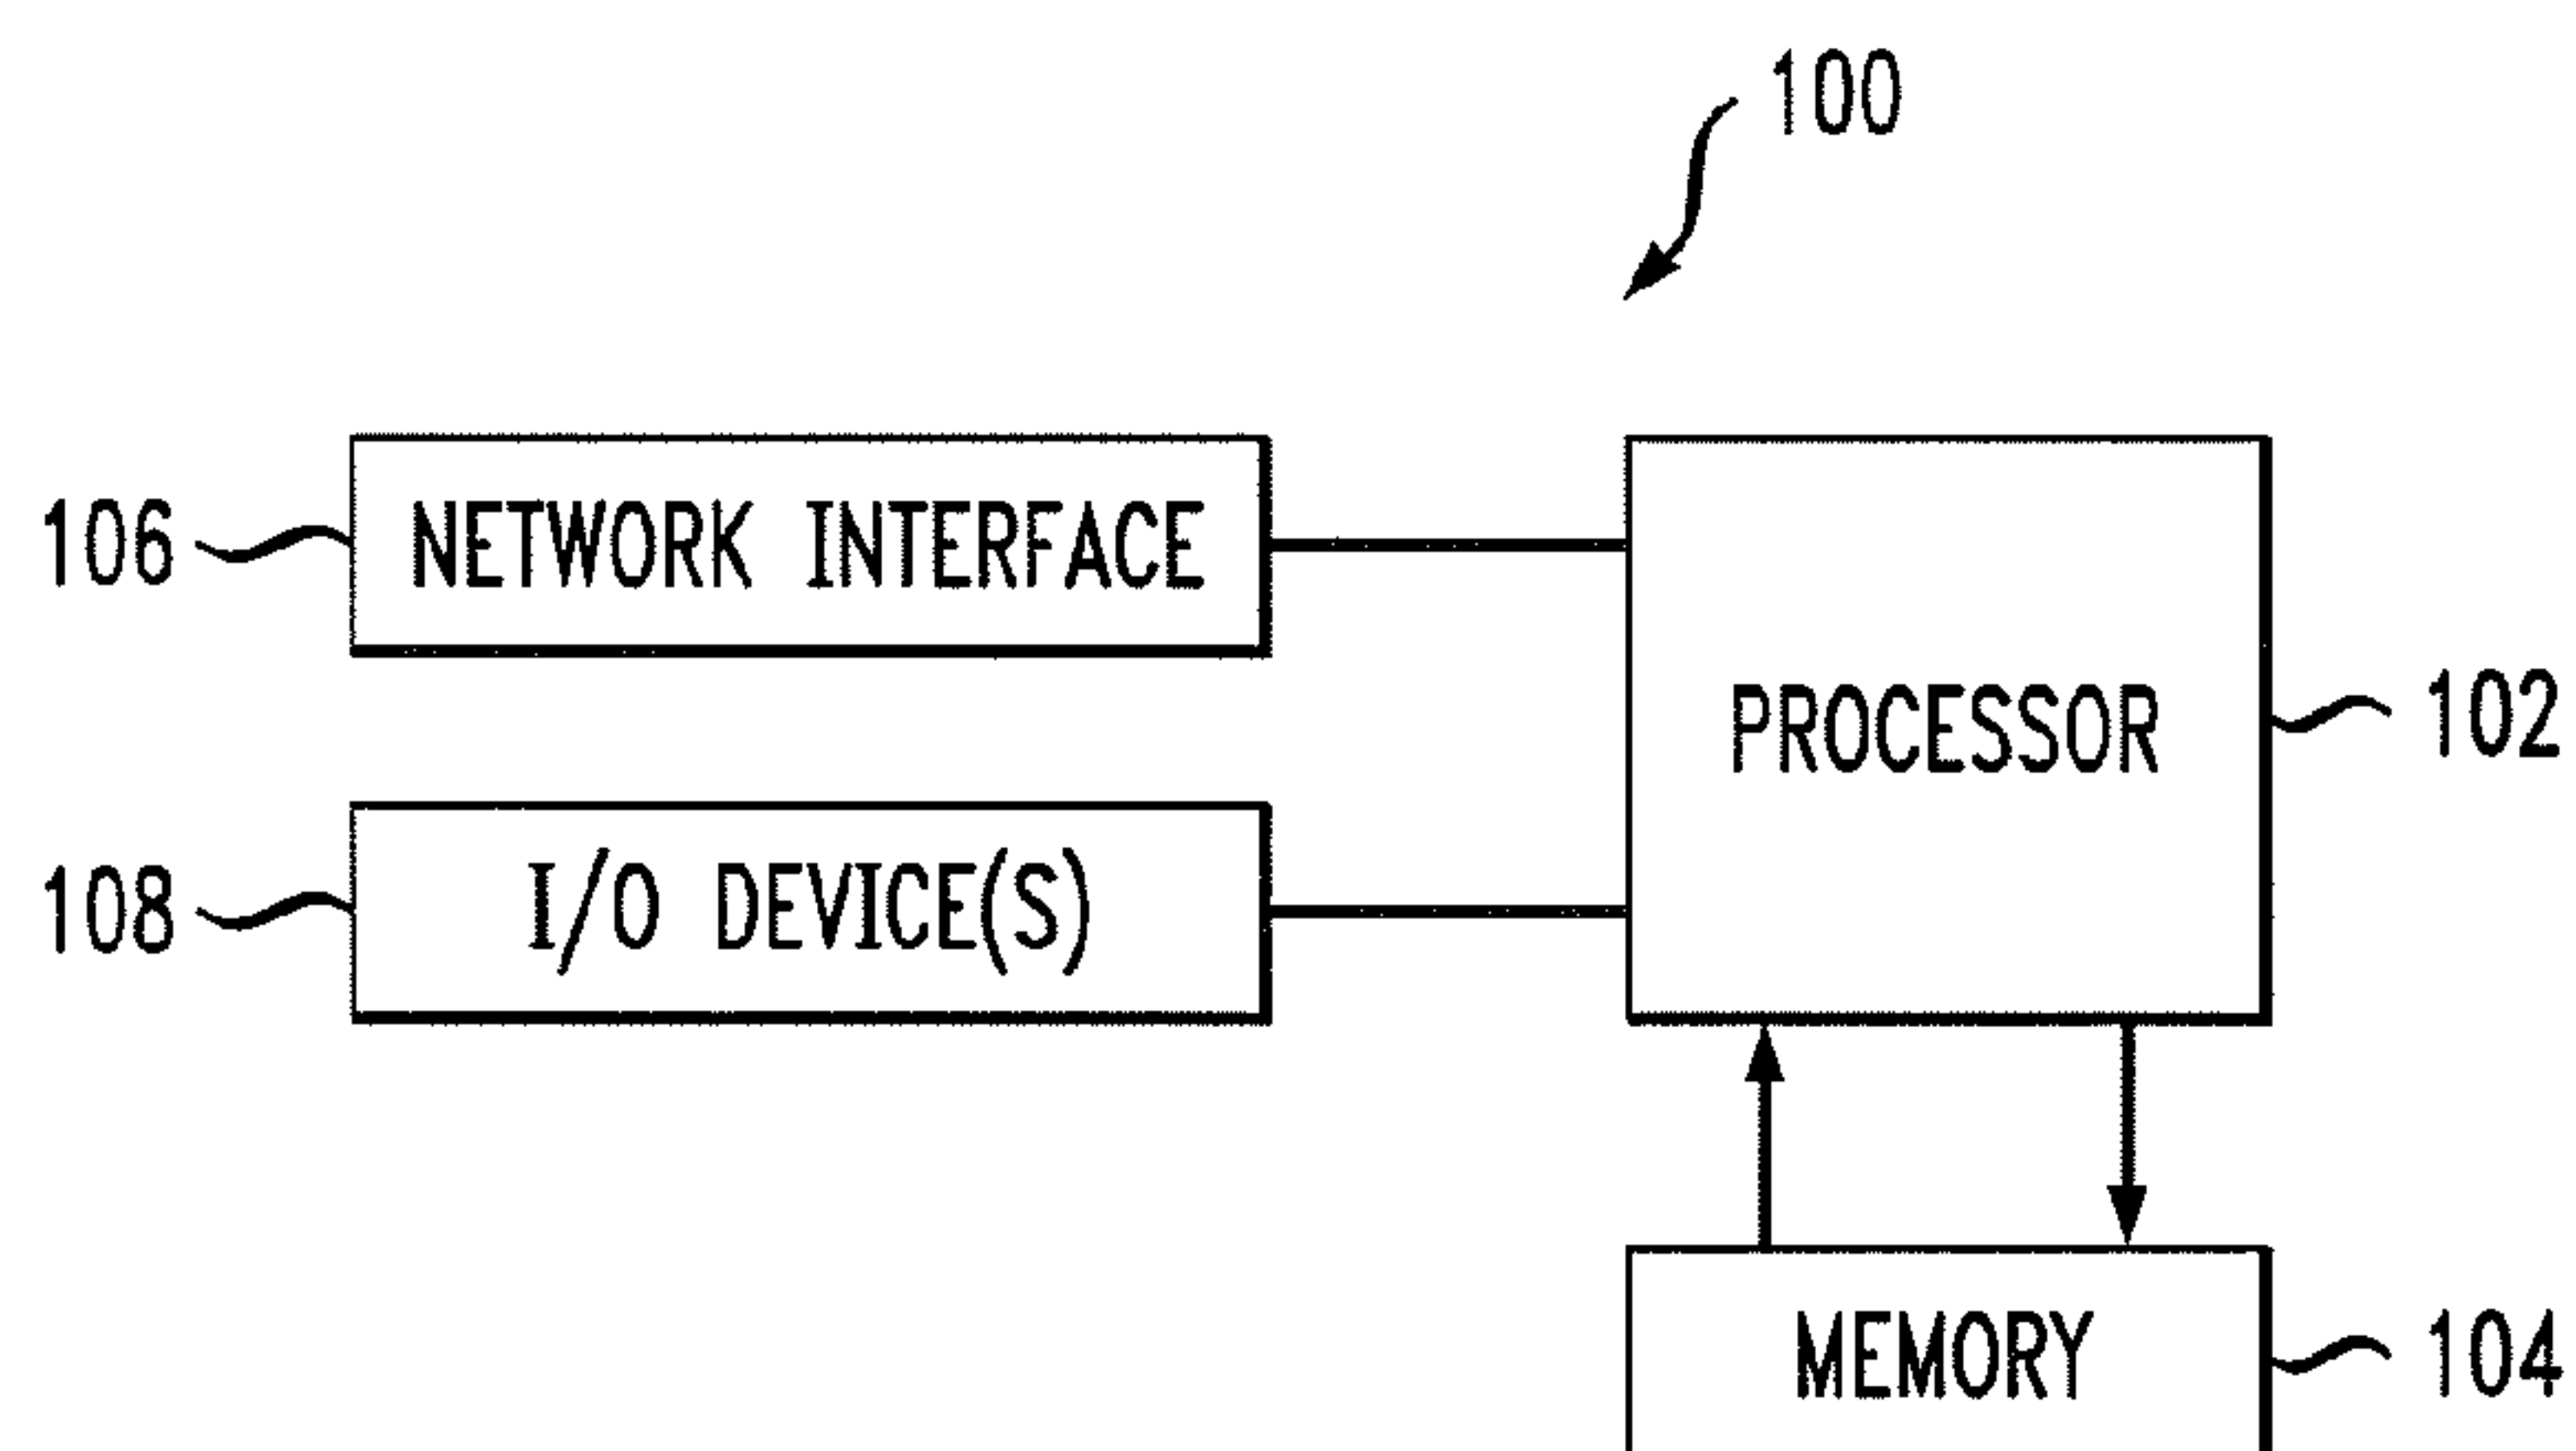 100
106 NETWORK INTERFACE
PROCESSOR 102
108 I/O DEVICE(S)
MEMORY 104